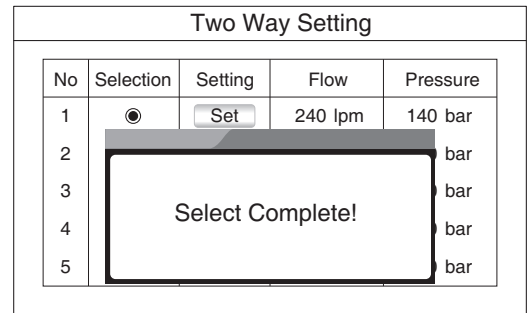 Two Way Setting
No Selection Setting Flow Pressure
1 Set 240 lpm 140 bar
2 bar
3 bar
Select Complete!
4 bar
5 bar